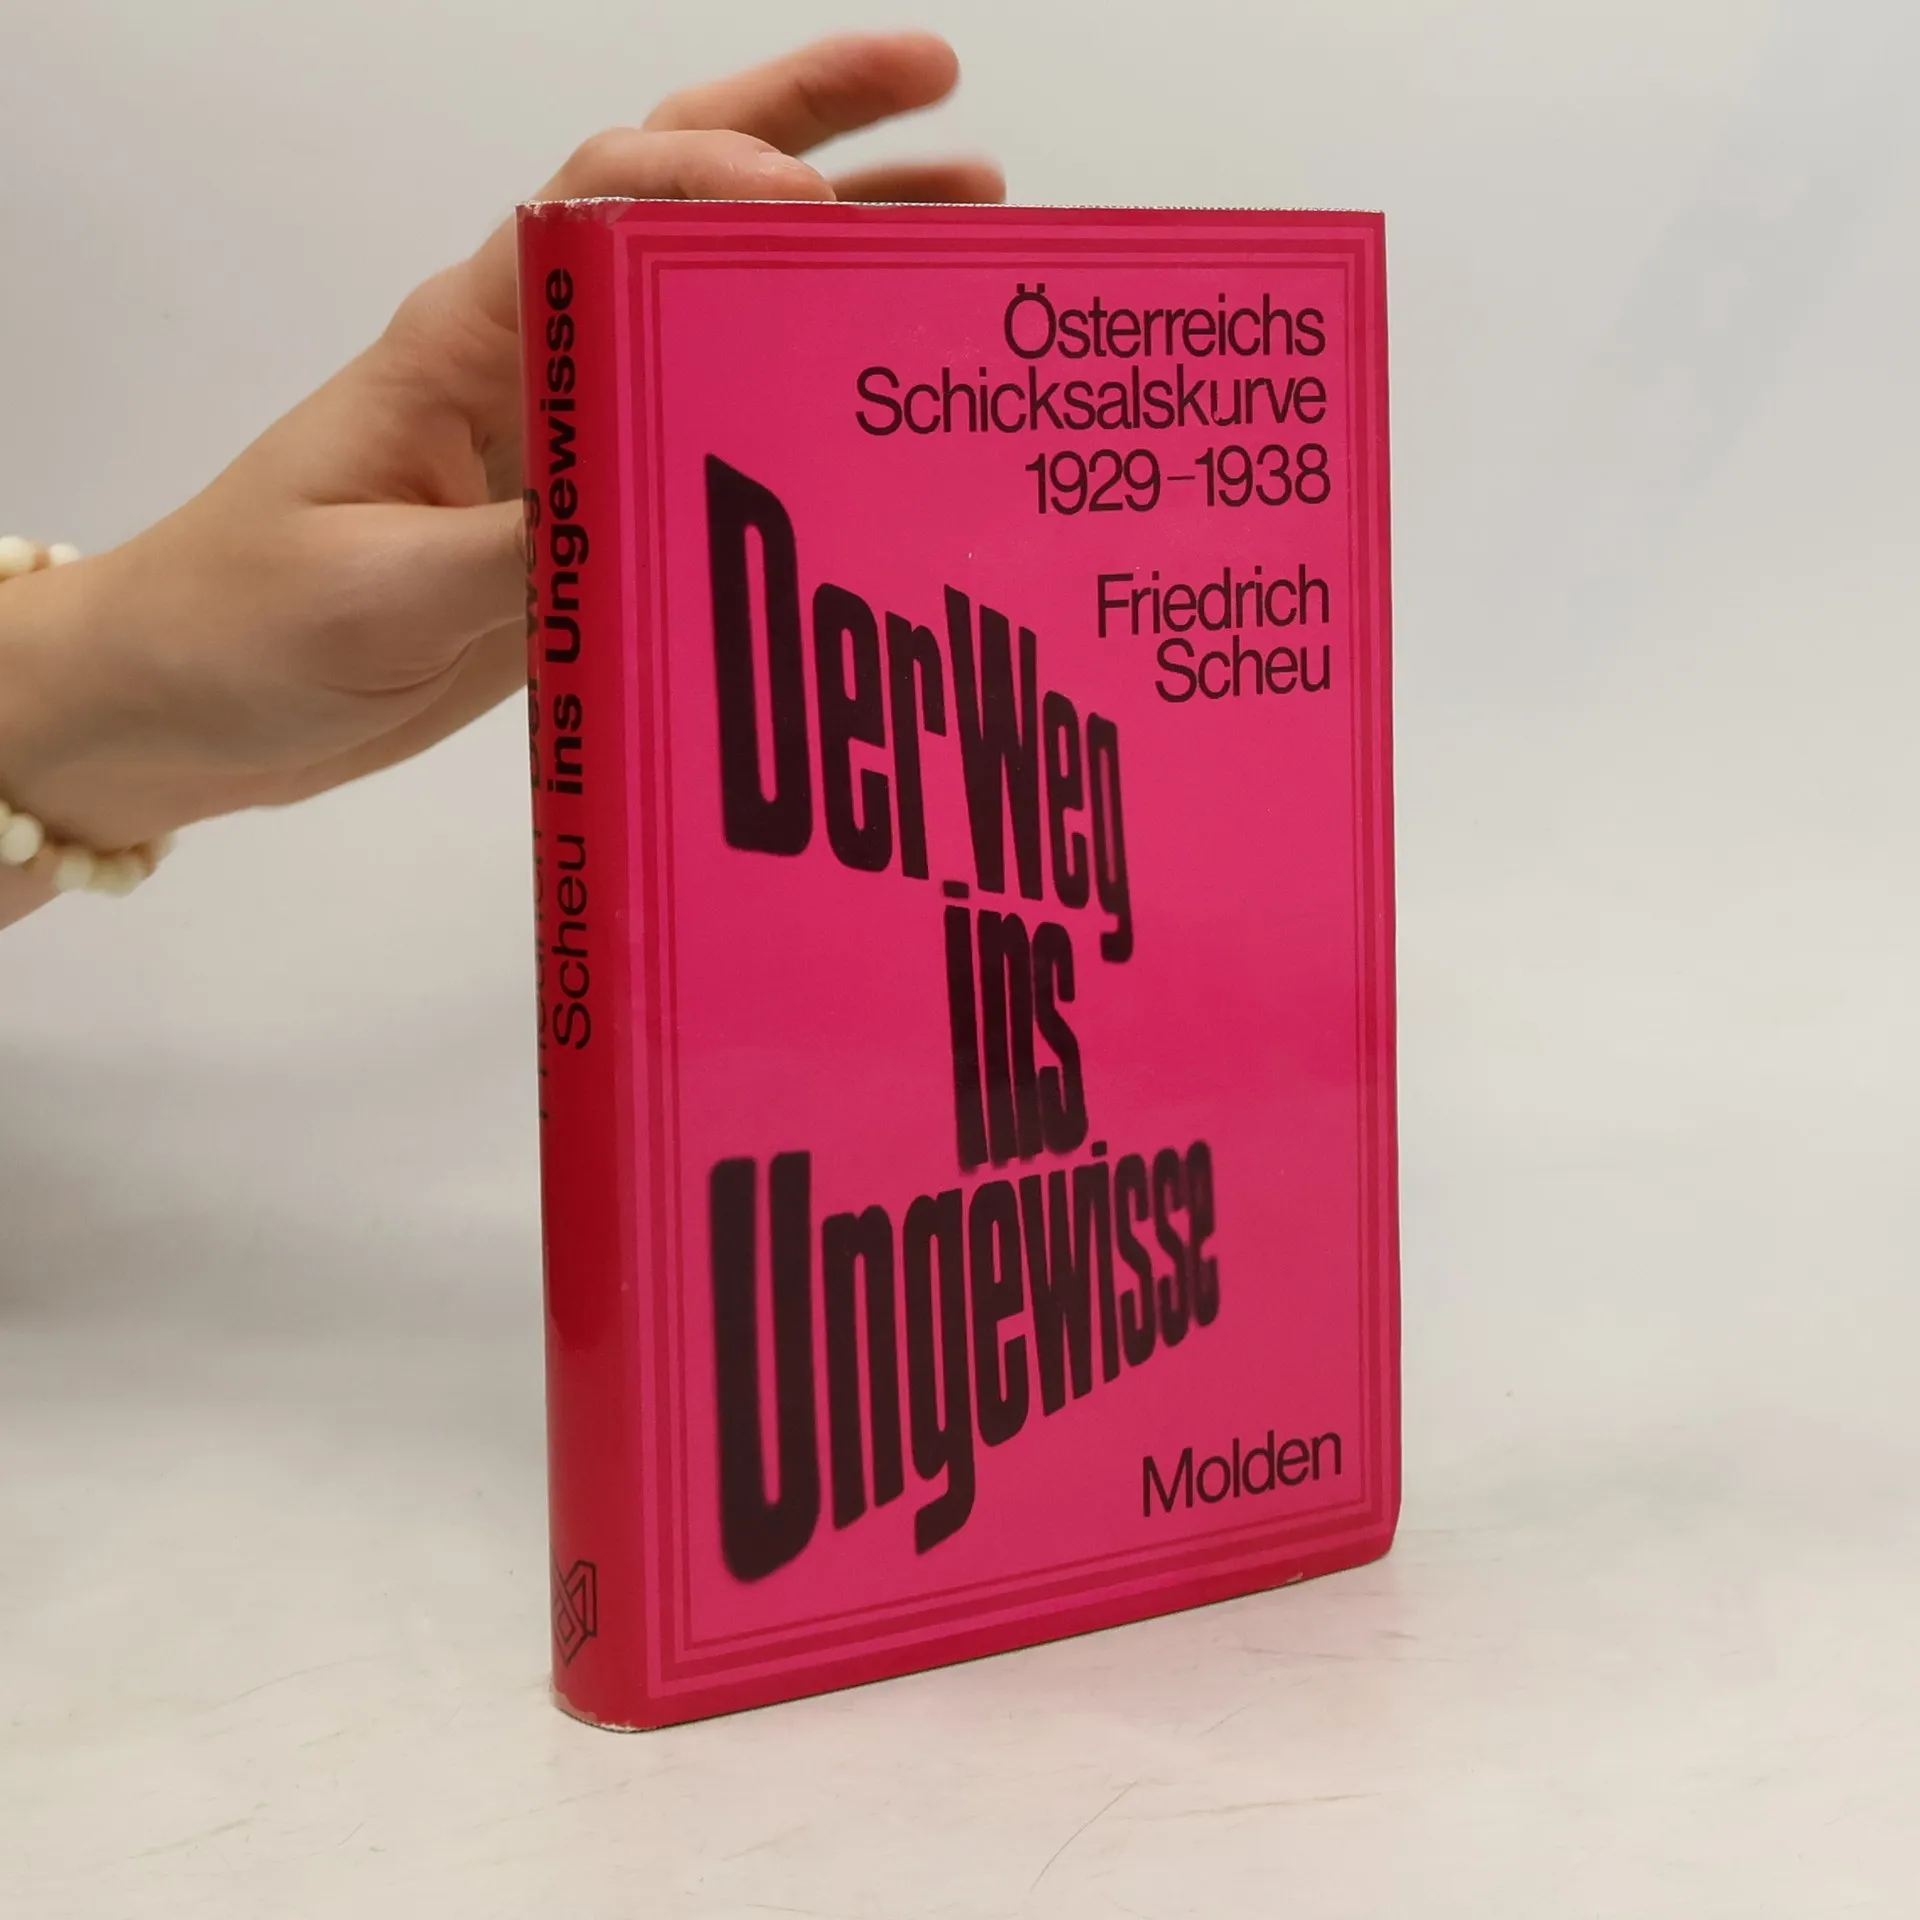 Österreichs
Schicksalskurve
1929–1938
Friedrich
Scheu
Der Weg
ins
Ungewisse
Molden
Der Weg
ins Ungewisse
Scheu